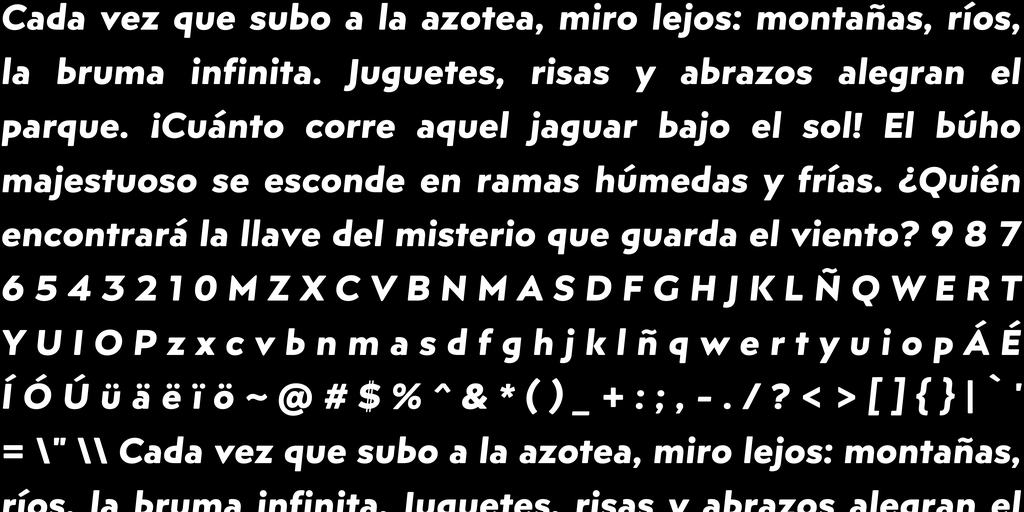 Cada vez que subo a la azotea, miro lejos: montañas, ríos,
la bruma infinita. Juguetes, risas y abrazos alegran el
parque. ¡Cuánto corre aquel jaguar bajo el sol! El búho
majestuoso se esconde en ramas húmedas y frías. ¿Quién
encontrará la llave del misterio que guarda el viento? 9 8 7
6 5 4 3 2 1 0 M Z X C V B N M A S D F G H J K L Ñ Q W E R T
Y U I O P z x c v b n m a s d f g h j k l ñ q w e r t y u i o p Á É
Í Ó Ú ü ä ë ï ö ~ @ # $ % ^ & * ( ) _ + : ; , - . / ? < > [ ] { } | ` '
= \" \\ Cada vez que subo a la azotea, miro lejos: montañas,
ríos, la bruma infinita. Juguetes, risas y abrazos alegran el